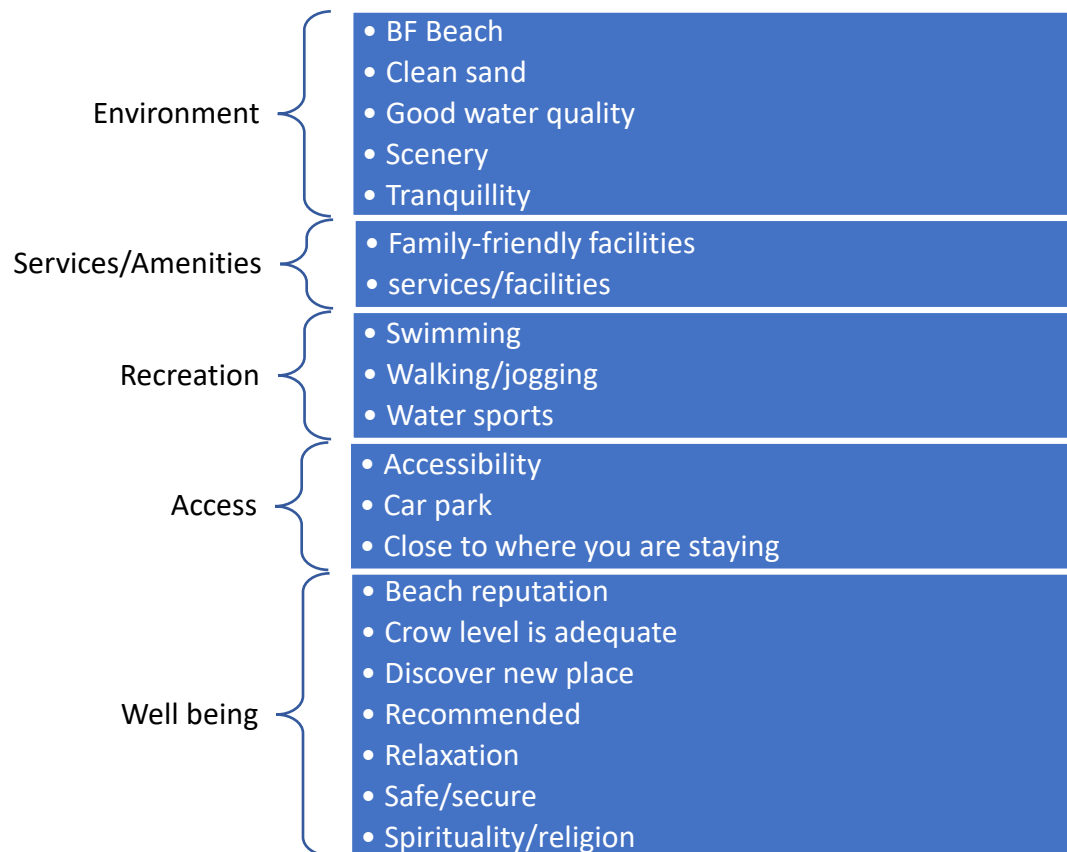 Environment
• BF Beach
• Clean sand
• Good water quality
• Scenery
• Tranquillity
Services/Amenities
• Family-friendly facilities
• services/facilities
Recreation
• Swimming
• Walking/jogging
• Water sports
Access
• Accessibility
• Car park
• Close to where you are staying
Well being
• Beach reputation
• Crow level is adequate
• Discover new place
• Recommended
• Relaxation
• Safe/secure
• Spirituality/religion